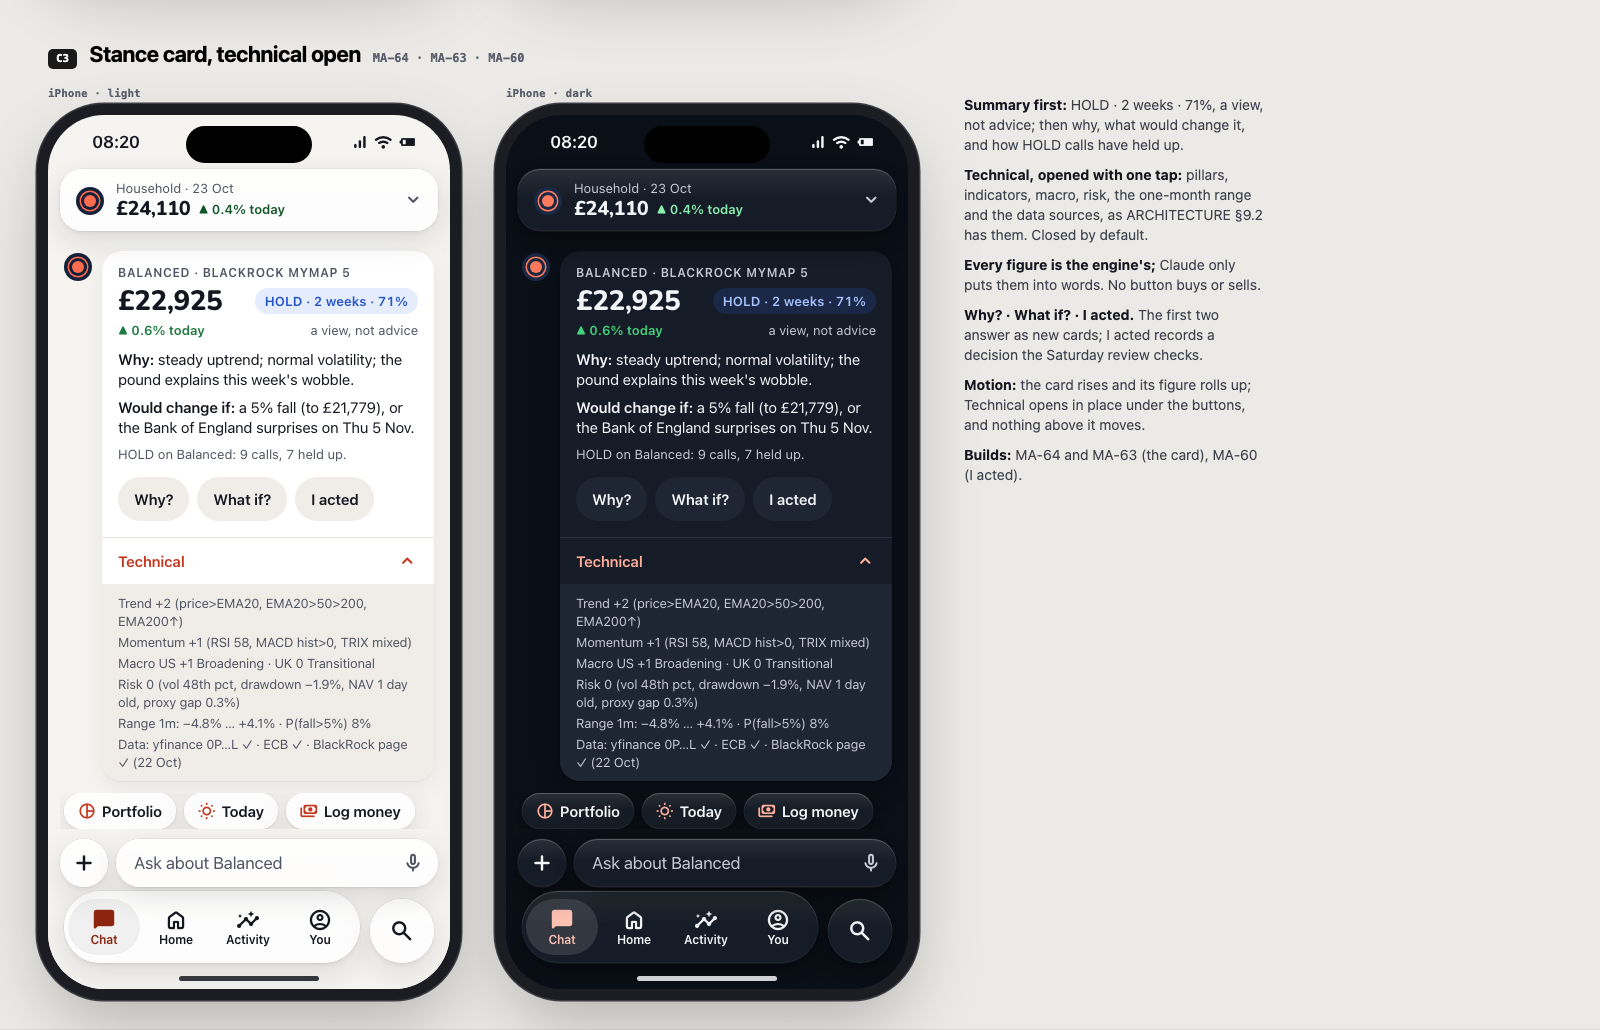 C3 Stance card, technical open MA-64 · MA-63 · MA-60
iPhone · light
08:20
Household · 23 Oct
£24,110 ▲ 0.4% today
BALANCED · BLACKROCK MYMAP 5
£22,925 HOLD · 2 weeks · 71%
▲ 0.6% today a view, not advice
Why: steady uptrend; normal volatility; the
pound explains this week's wobble.
Would change if: a 5% fall (to £21,779), or
the Bank of England surprises on Thu 5 Nov.
HOLD on Balanced: 9 calls, 7 held up.
Why? What if? I acted
Technical
Trend +2 (price>EMA20, EMA20>50>200,
EMA200↑)
Momentum +1 (RSI 58, MACD hist>0, TRIX mixed)
Macro US +1 Broadening · UK 0 Transitional
Risk 0 (vol 48th pct, drawdown −1.9%, NAV 1 day
old, proxy gap 0.3%)
Range 1m: −4.8% … +4.1% · P(fall>5%) 8%
Data: yfinance 0P…L ✓ · ECB ✓ · BlackRock page
✓ (22 Oct)
Portfolio Today Log money
Ask about Balanced
Chat Home Activity You
iPhone · dark
08:20
Household · 23 Oct
£24,110 ▲ 0.4% today
BALANCED · BLACKROCK MYMAP 5
£22,925 HOLD · 2 weeks · 71%
▲ 0.6% today a view, not advice
Why: steady uptrend; normal volatility; the
pound explains this week's wobble.
Would change if: a 5% fall (to £21,779), or
the Bank of England surprises on Thu 5 Nov.
HOLD on Balanced: 9 calls, 7 held up.
Why? What if? I acted
Technical
Trend +2 (price>EMA20, EMA20>50>200,
EMA200↑)
Momentum +1 (RSI 58, MACD hist>0, TRIX mixed)
Macro US +1 Broadening · UK 0 Transitional
Risk 0 (vol 48th pct, drawdown −1.9%, NAV 1 day
old, proxy gap 0.3%)
Range 1m: −4.8% … +4.1% · P(fall>5%) 8%
Data: yfinance 0P…L ✓ · ECB ✓ · BlackRock page
✓ (22 Oct)
Portfolio Today Log money
Ask about Balanced
Chat Home Activity You
Summary first: HOLD · 2 weeks · 71%, a view,
not advice; then why, what would change it,
and how HOLD calls have held up.
Technical, opened with one tap: pillars,
indicators, macro, risk, the one-month range
and the data sources, as ARCHITECTURE §9.2
has them. Closed by default.
Every figure is the engine's; Claude only
puts them into words. No button buys or sells.
Why? · What if? · I acted. The first two
answer as new cards; I acted records a
decision the Saturday review checks.
Motion: the card rises and its figure rolls up;
Technical opens in place under the buttons,
and nothing above it moves.
Builds: MA-64 and MA-63 (the card), MA-60
(I acted).